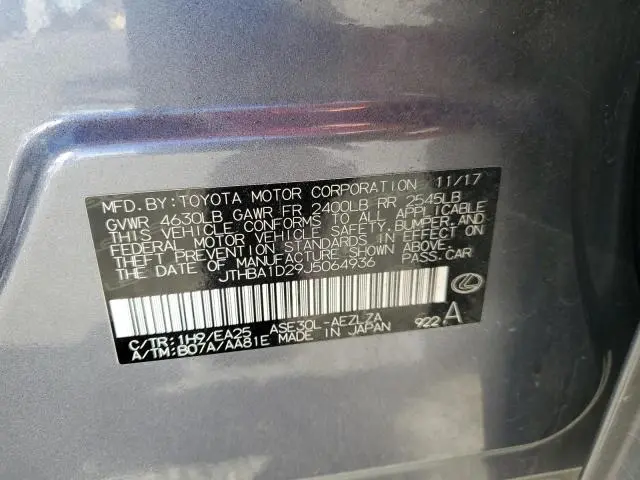 MFD. BY: TOYOTA MOTOR CORPORATION 11/17
GVWR 4630LB GAWR FR 2400LB RR 2545LB
THIS VEHICLE CONFORMS TO ALL APPLICABLE
FEDERAL MOTOR VEHICLE SAFETY, BUMPER AND
THEFT PREVENTION STANDARDS IN EFFECT ON
THE DATE OF MANUFACTURE SHOWN ABOVE.
JTHBA1D29J5064936 PASS.CAR
C/TR: 1H9/EA25 ASE30L-AEZLZA
A/TM: B07A/AA81E MADE IN JAPAN 922 A